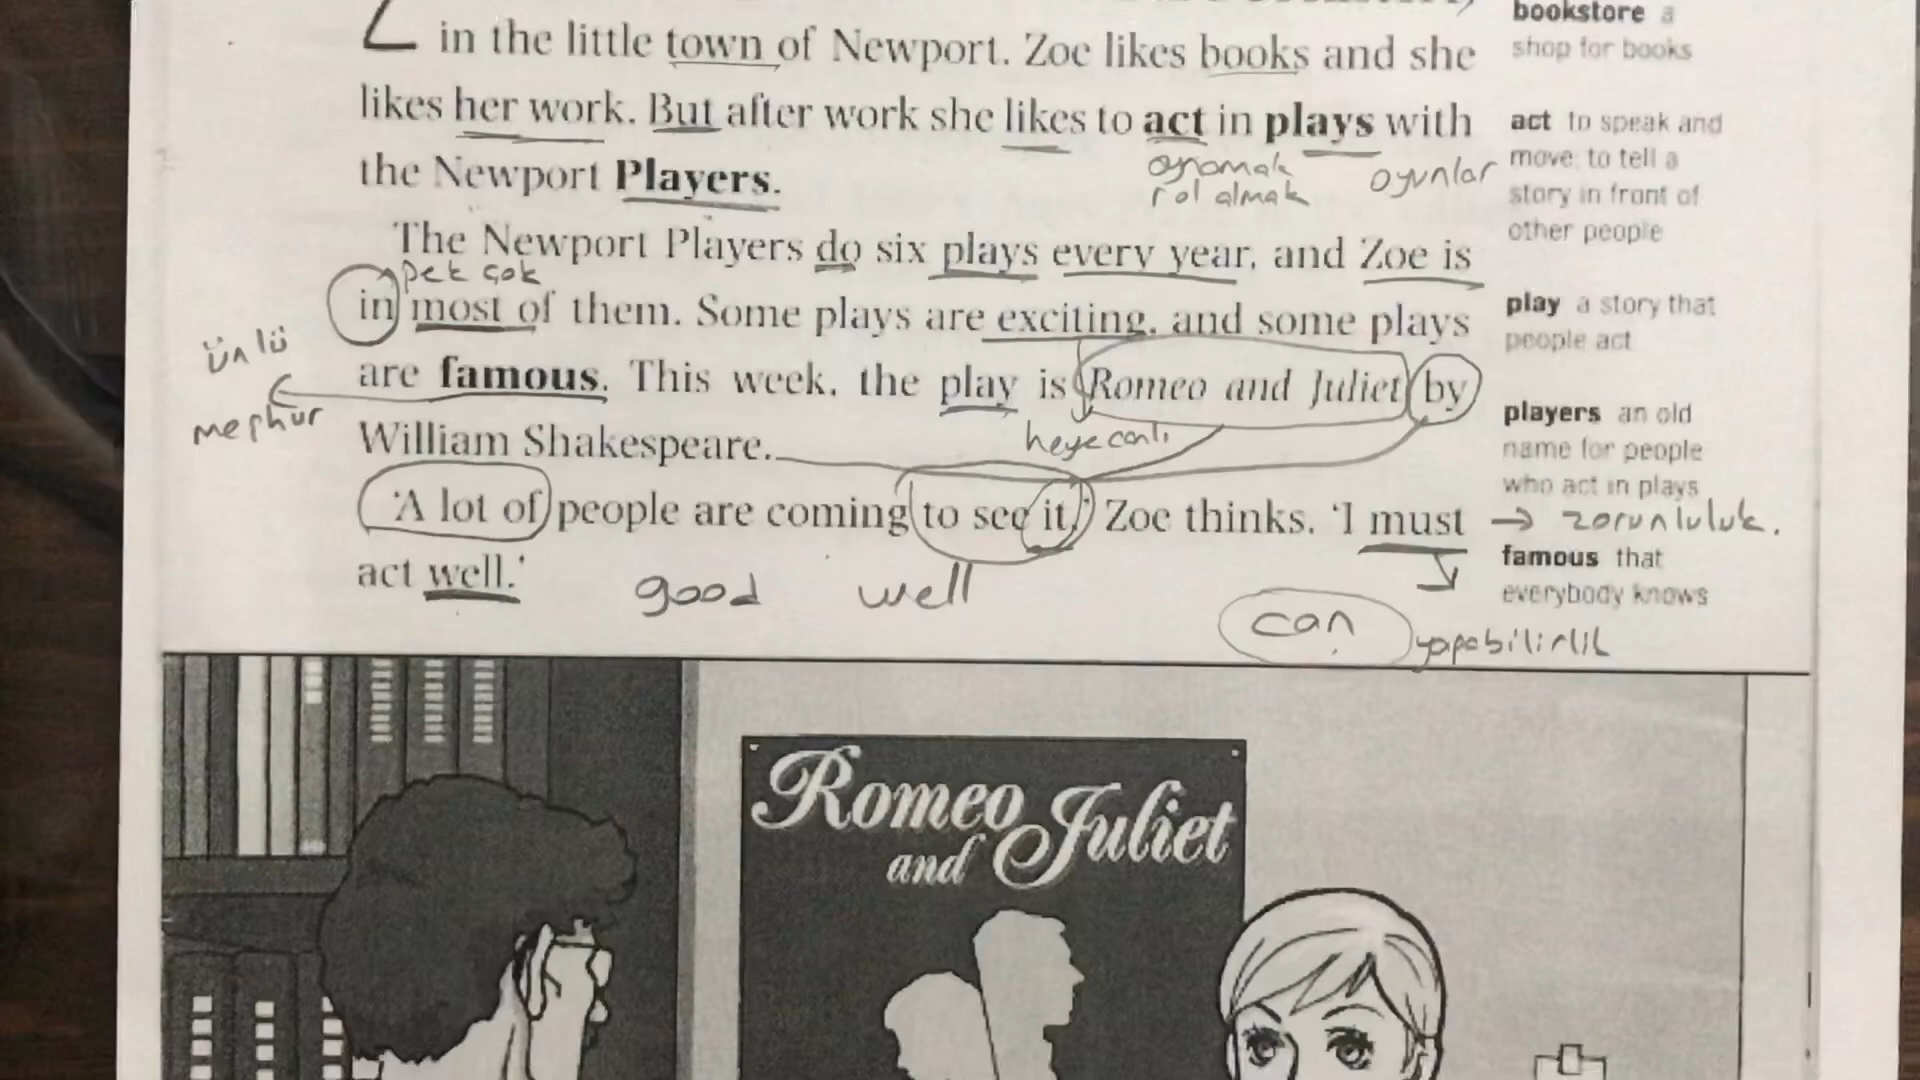 in the little town of Newport. Zoe likes books and she
likes her work. But after work she likes to act in plays with
oynamak
rol almak
oyunlar
the Newport Players.
The Newport Players do six plays every year, and Zoe is
pek çok
in most of them. Some plays are exciting, and some plays
ünlü
meşhur
are famous. This week, the play is Romeo and Juliet by
heyecanlı
William Shakespeare.
'A lot of people are coming to see it,' Zoe thinks. 'I must
→ zorunluluk.
act well.'
good well
can yapabilirlik
bookstore a
shop for books
act to speak and
move; to tell a
story in front of
other people
play a story that
people act
players an old
name for people
who act in plays
famous that
everybody knows
Romeo
and Juliet